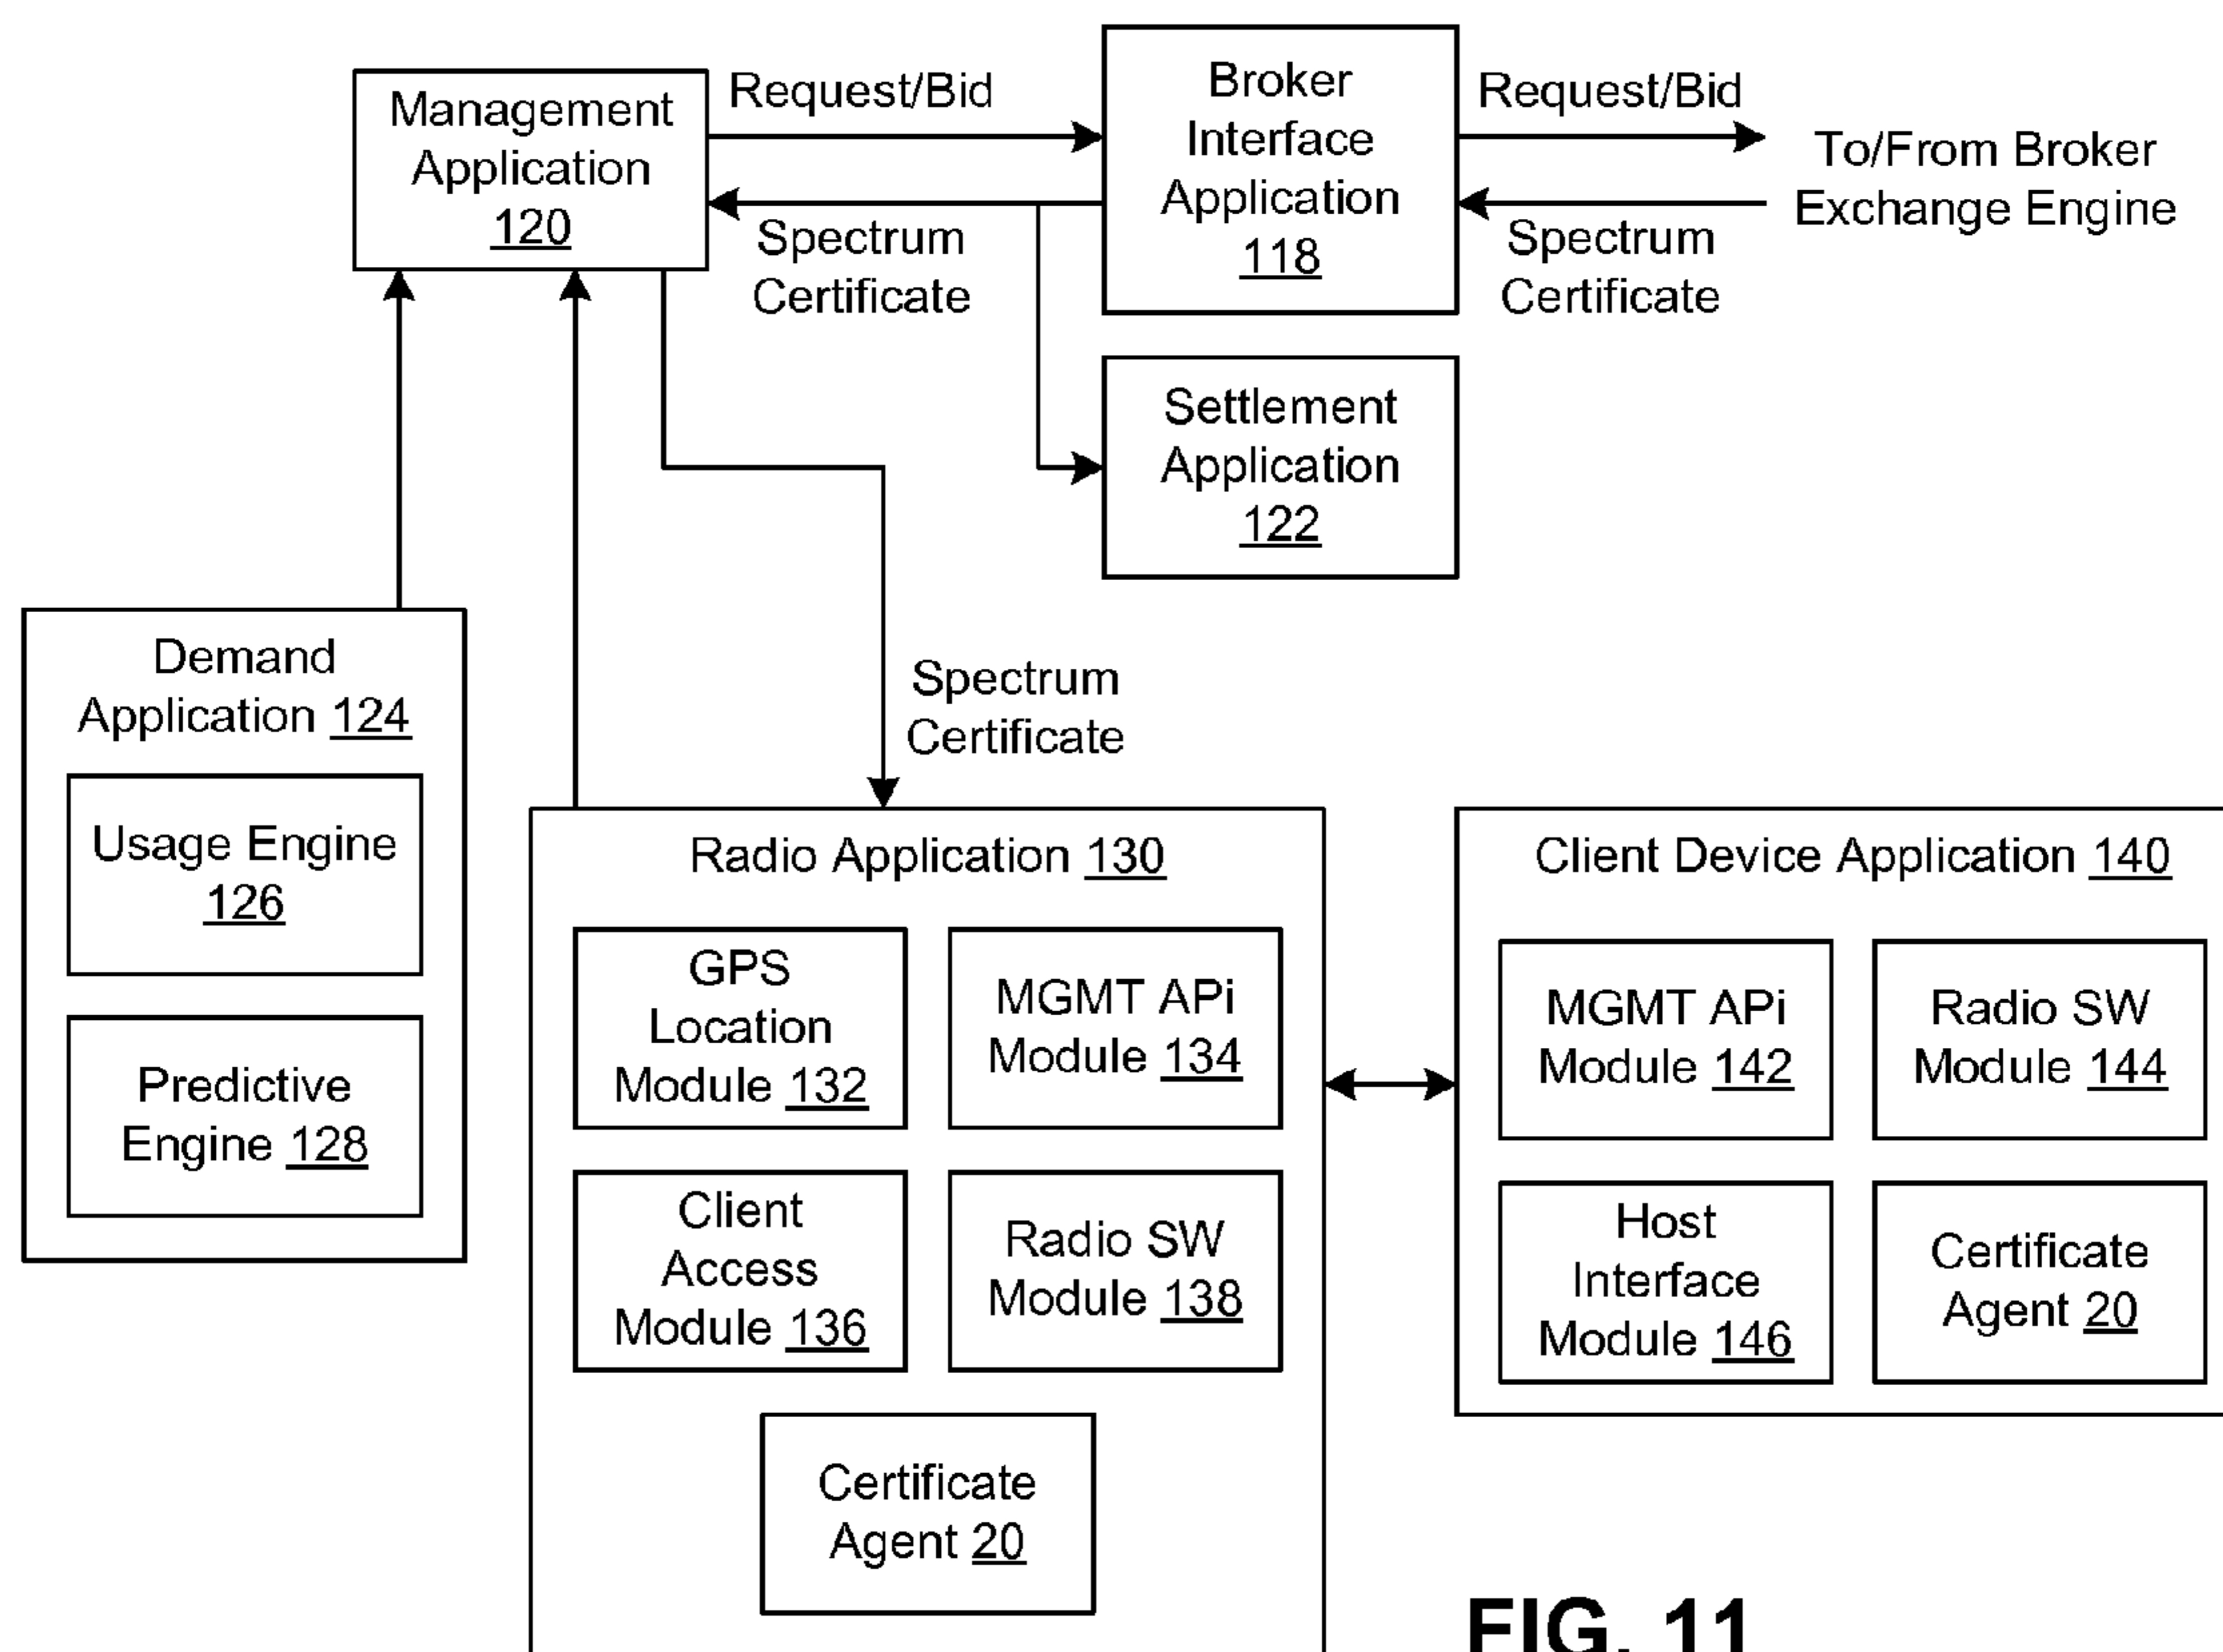 Management
Application
120
Request/Bid
Spectrum
Certificate
Broker
Interface
Application
118
Request/Bid
Spectrum
Certificate
To/From Broker
Exchange Engine
Settlement
Application
122
Demand
Application 124
Usage Engine
126
Predictive
Engine 128
Spectrum
Certificate
Radio Application 130
GPS
Location
Module 132
MGMT APi
Module 134
Client
Access
Module 136
Radio SW
Module 138
Certificate
Agent 20
Client Device Application 140
MGMT APi
Module 142
Radio SW
Module 144
Host
Interface
Module 146
Certificate
Agent 20
FIG. 11